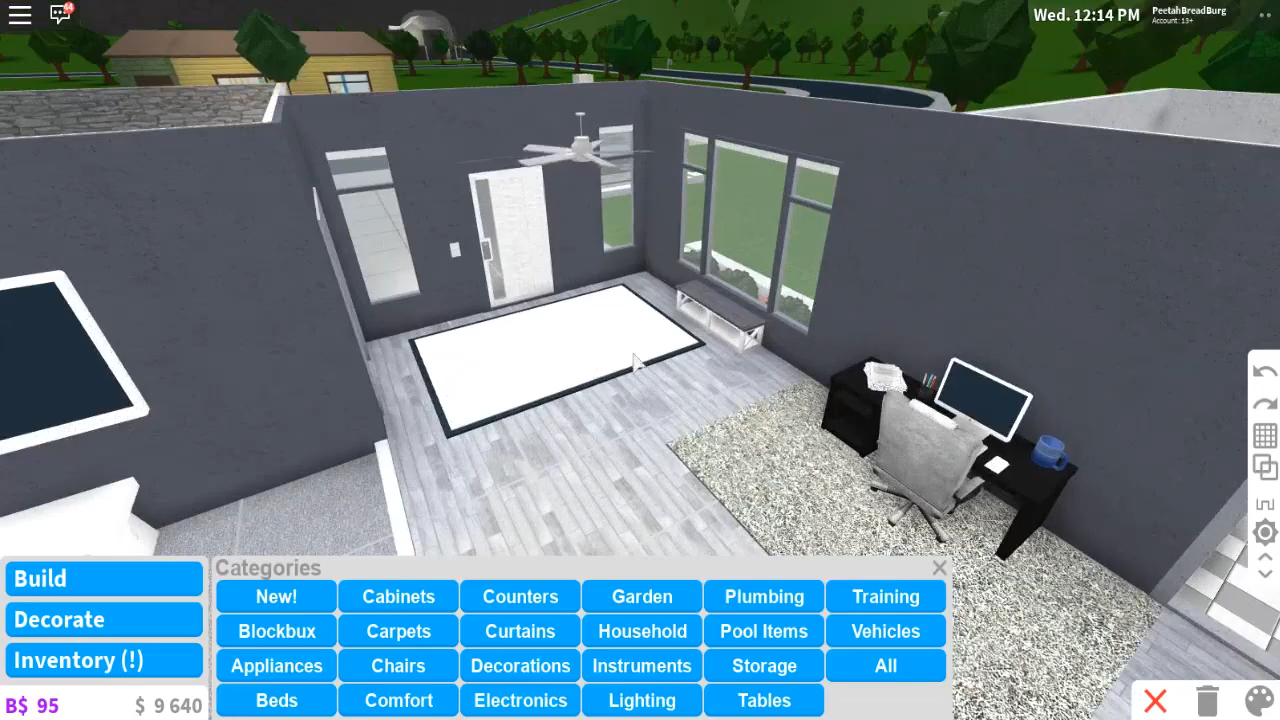 44
Wed. 12:14 PM
PeetahBreadBurg
Account: 13+
Categories
Build
Decorate
Inventory (!)
B$ 95
$ 9 640
New!
Cabinets
Counters
Garden
Plumbing
Training
Blockbux
Carpets
Curtains
Household
Pool Items
Vehicles
Appliances
Chairs
Decorations
Instruments
Storage
All
Beds
Comfort
Electronics
Lighting
Tables